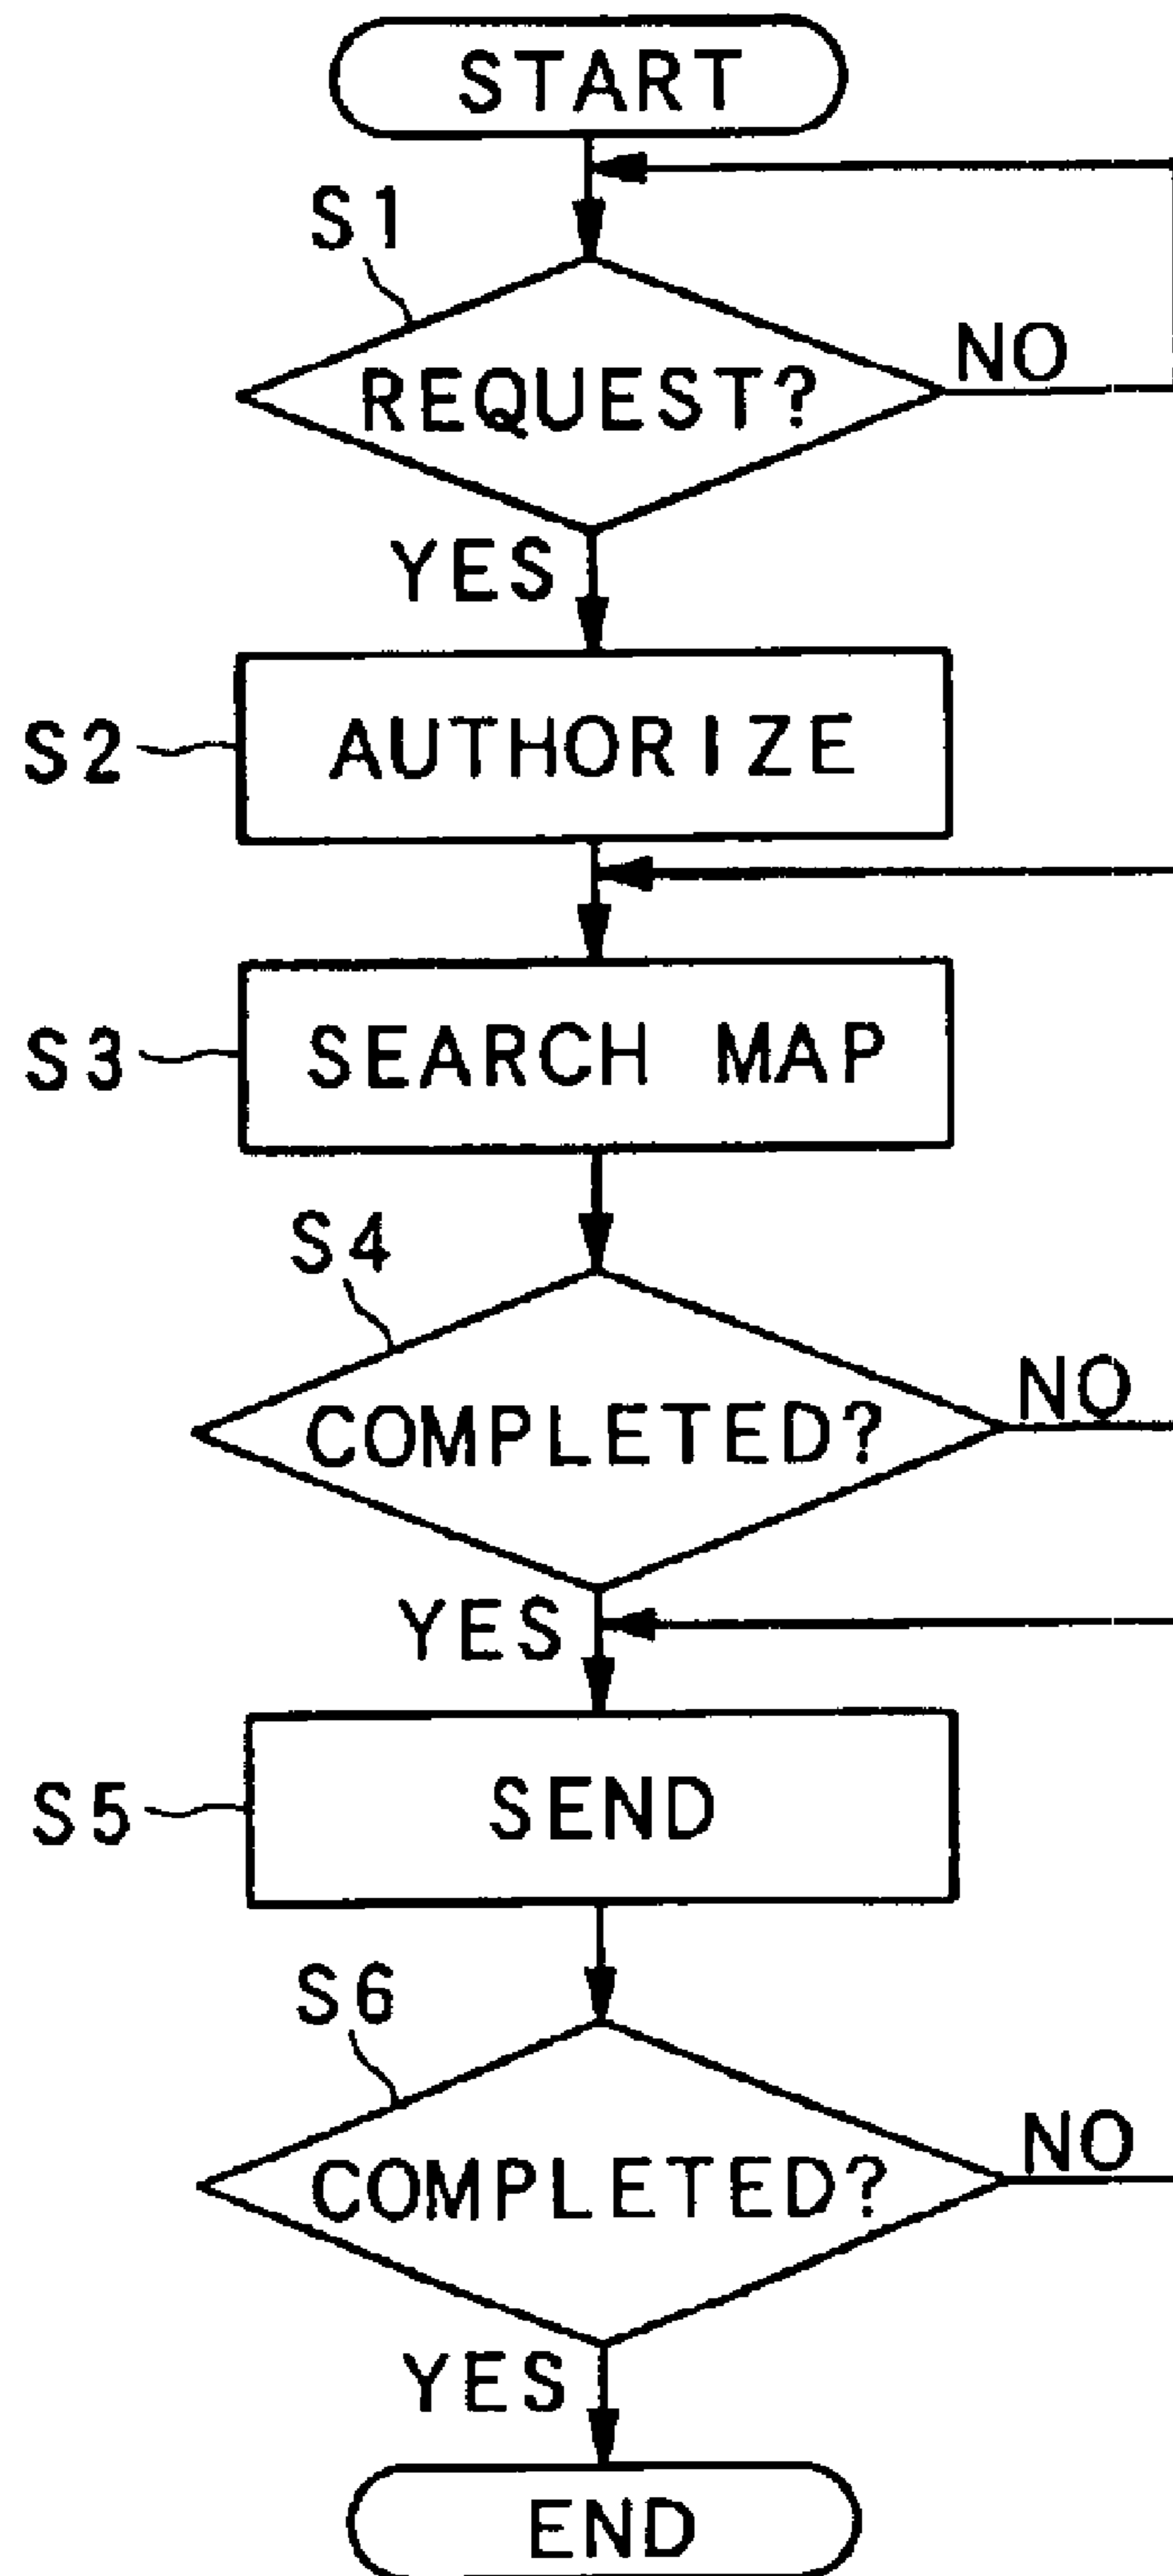 START
S1
REQUEST?
NO
YES
S2
AUTHORIZE
S3
SEARCH MAP
S4
COMPLETED?
NO
YES
S5
SEND
S6
COMPLETED?
NO
YES
END